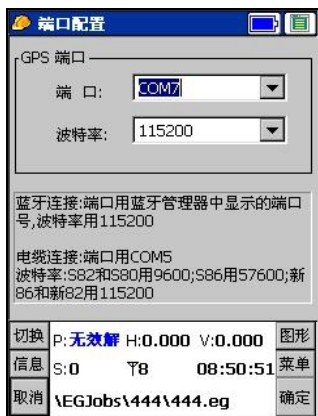 端口配置
GPS 端口
端 口: COM7
波特率: 115200
蓝牙连接:端口用蓝牙管理器中显示的端口
号,波特率用115200
电缆连接:端口用COM5
波特率:S82和S80用9600;S86用57600;新
86和新82用115200
切换 P:无效解 H:0.000 V:0.000 图形
信息 S:0 8 08:50:51 菜单
取消 \EGJobs\444\444.eg 确定